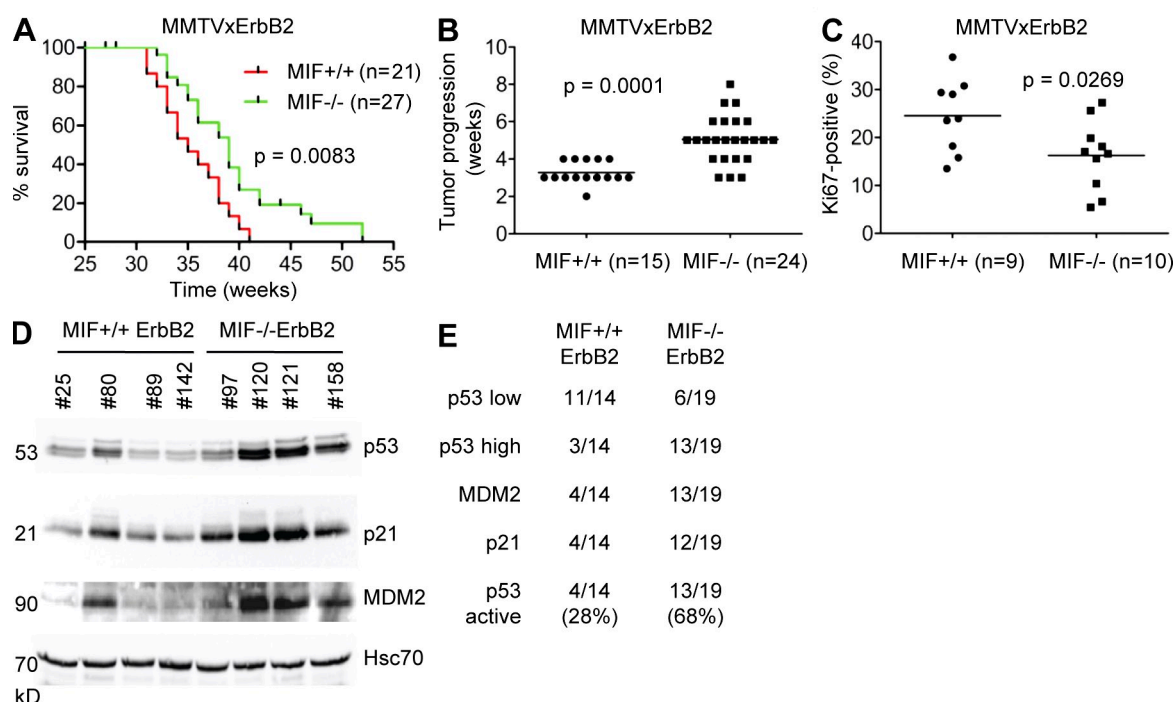 A
MMTVxErbB2
% survival
100
80
60
40
20
0
25 30 35 40 45 50 55
Time (weeks)
MIF+/+ (n=21)
MIF-/- (n=27)
p = 0.0083
B
MMTVxErbB2
Tumor progression
(weeks)
10
8
6
4
2
0
p = 0.0001
MIF+/+ (n=15) MIF-/- (n=24)
C
MMTVxErbB2
Ki67-positive (%)
40
30
20
10
0
p = 0.0269
MIF+/+ (n=9) MIF-/- (n=10)
D
MIF+/+ ErbB2 MIF-/-ErbB2
#25 #80 #89 #142 #97 #120 #121 #158
53 p53
21 p21
90 MDM2
70 Hsc70
kD
E
MIF+/+ MIF-/-
ErbB2 ErbB2
p53 low 11/14 6/19
p53 high 3/14 13/19
MDM2 4/14 13/19
p21 4/14 12/19
p53 4/14 13/19
active (28%) (68%)